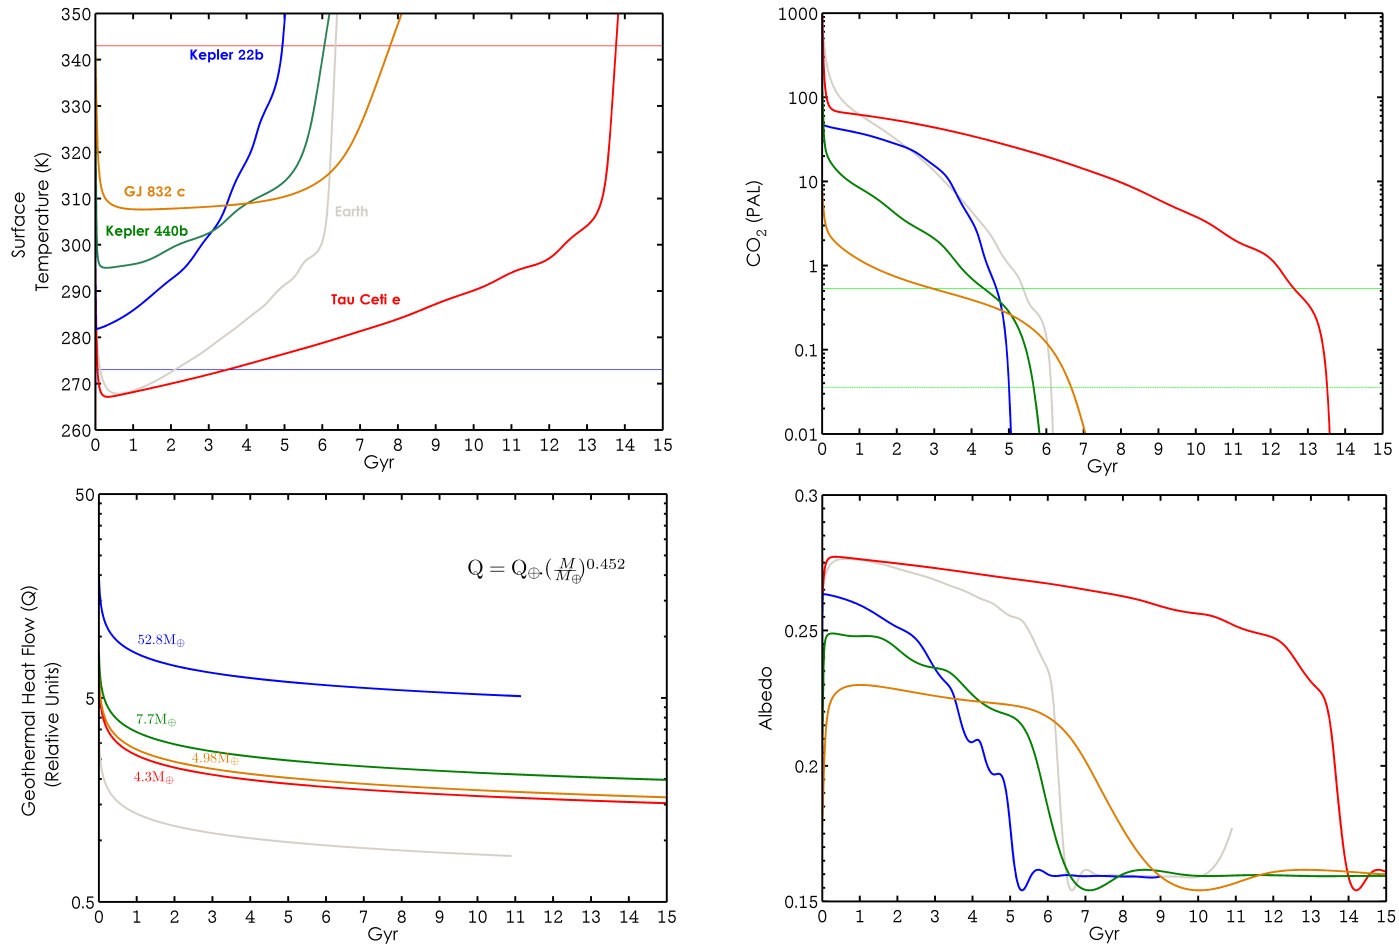 350
340
330
320
310
300
290
280
270
260
Surface
Temperature (K)
Kepler 22b
GJ 832 c
Kepler 440b
Earth
Tau Ceti e
0 1 2 3 4 5 6 7 8 9 10 11 12 13 14 15
Gyr
1000
100
10
1
0.1
0.01
CO2 (PAL)
0 1 2 3 4 5 6 7 8 9 10 11 12 13 14 15
Gyr
50
5
0.5
Geothermal Heat Flow (Q)
(Relative Units)
Q = Q⊕.(M/M⊕)^0.452
52.8M⊕
7.7M⊕
4.98M⊕
4.3M⊕
0 1 2 3 4 5 6 7 8 9 10 11 12 13 14 15
Gyr
0.3
0.25
0.2
0.15
Albedo
0 1 2 3 4 5 6 7 8 9 10 11 12 13 14 15
Gyr